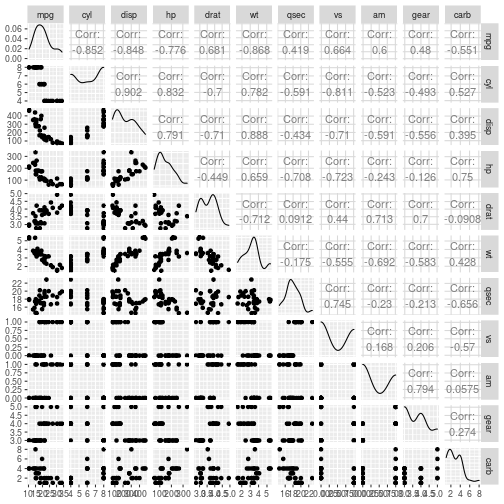 mpg cyl disp hp drat wt qsec vs am gear carb
0.06 Corr: Corr: Corr: Corr: Corr: Corr: Corr: Corr: Corr: Corr: mpg
0.04
0.02 -0.852 -0.848 -0.776 0.681 -0.868 0.419 0.664 0.6 0.48 -0.551
0.00
8 Corr: Corr: Corr: Corr: Corr: Corr: Corr: Corr: Corr: cyl
7
6
5 0.902 0.832 -0.7 0.782 -0.591 -0.811 -0.523 -0.493 0.527
4
400 Corr: Corr: Corr: Corr: Corr: Corr: Corr: Corr: disp
300
200 0.791 -0.71 0.888 -0.434 -0.71 -0.591 -0.556 0.395
100
300 Corr: Corr: Corr: Corr: Corr: Corr: Corr: hp
200 -0.449 0.659 -0.708 -0.723 -0.243 -0.126 0.75
100
5.0 Corr: Corr: Corr: Corr: Corr: Corr: drat
4.5
4.0
3.5 -0.712 0.0912 0.44 0.713 0.7 -0.0908
3.0
5 Corr: Corr: Corr: Corr: Corr: wt
4
3 -0.175 -0.555 -0.692 -0.583 0.428
2
22 Corr: Corr: Corr: Corr: qsec
20
18 0.745 -0.23 -0.213 -0.656
16
1.00 Corr: Corr: Corr: vs
0.75
0.50
0.25 0.168 0.206 -0.57
0.00
1.00 Corr: Corr: am
0.75
0.50
0.25 0.794 0.0575
0.00
5.0 Corr: gear
4.5
4.0
3.5 0.274
3.0
8 carb
6
4
2
2 4 6 8